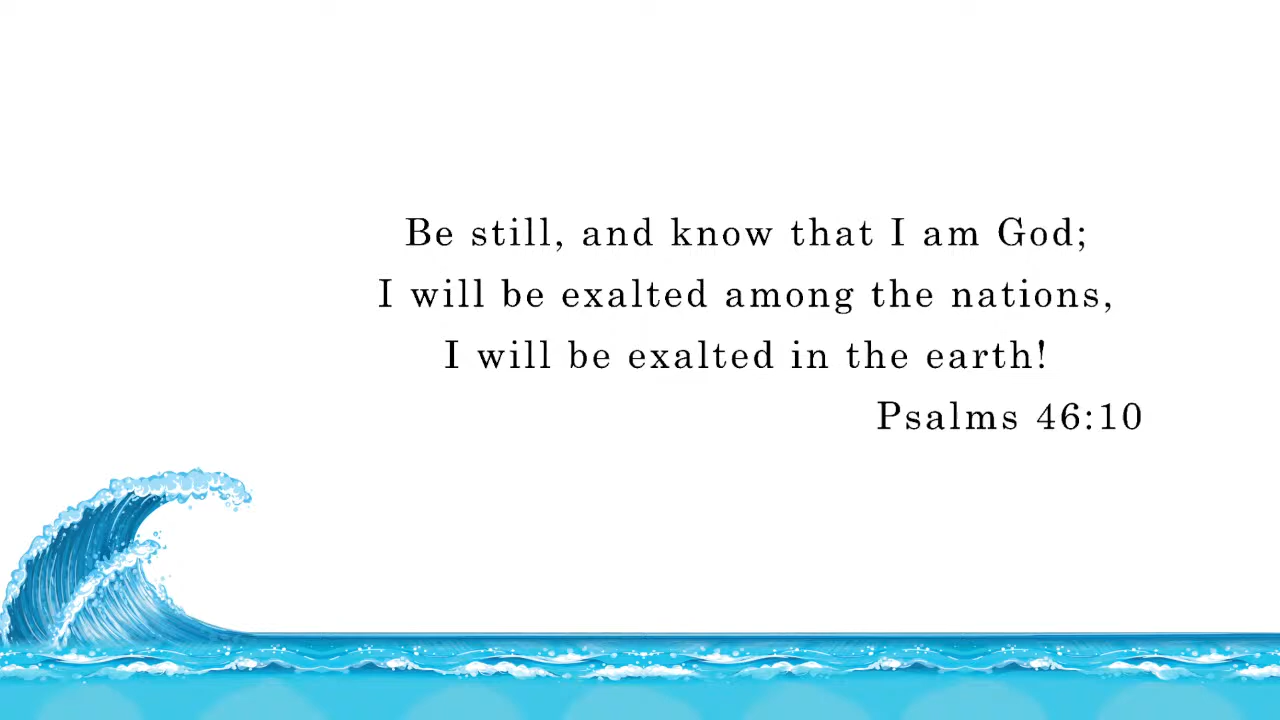 Be still, and know that I am God;
I will be exalted among the nations,
I will be exalted in the earth!
Psalms 46:10